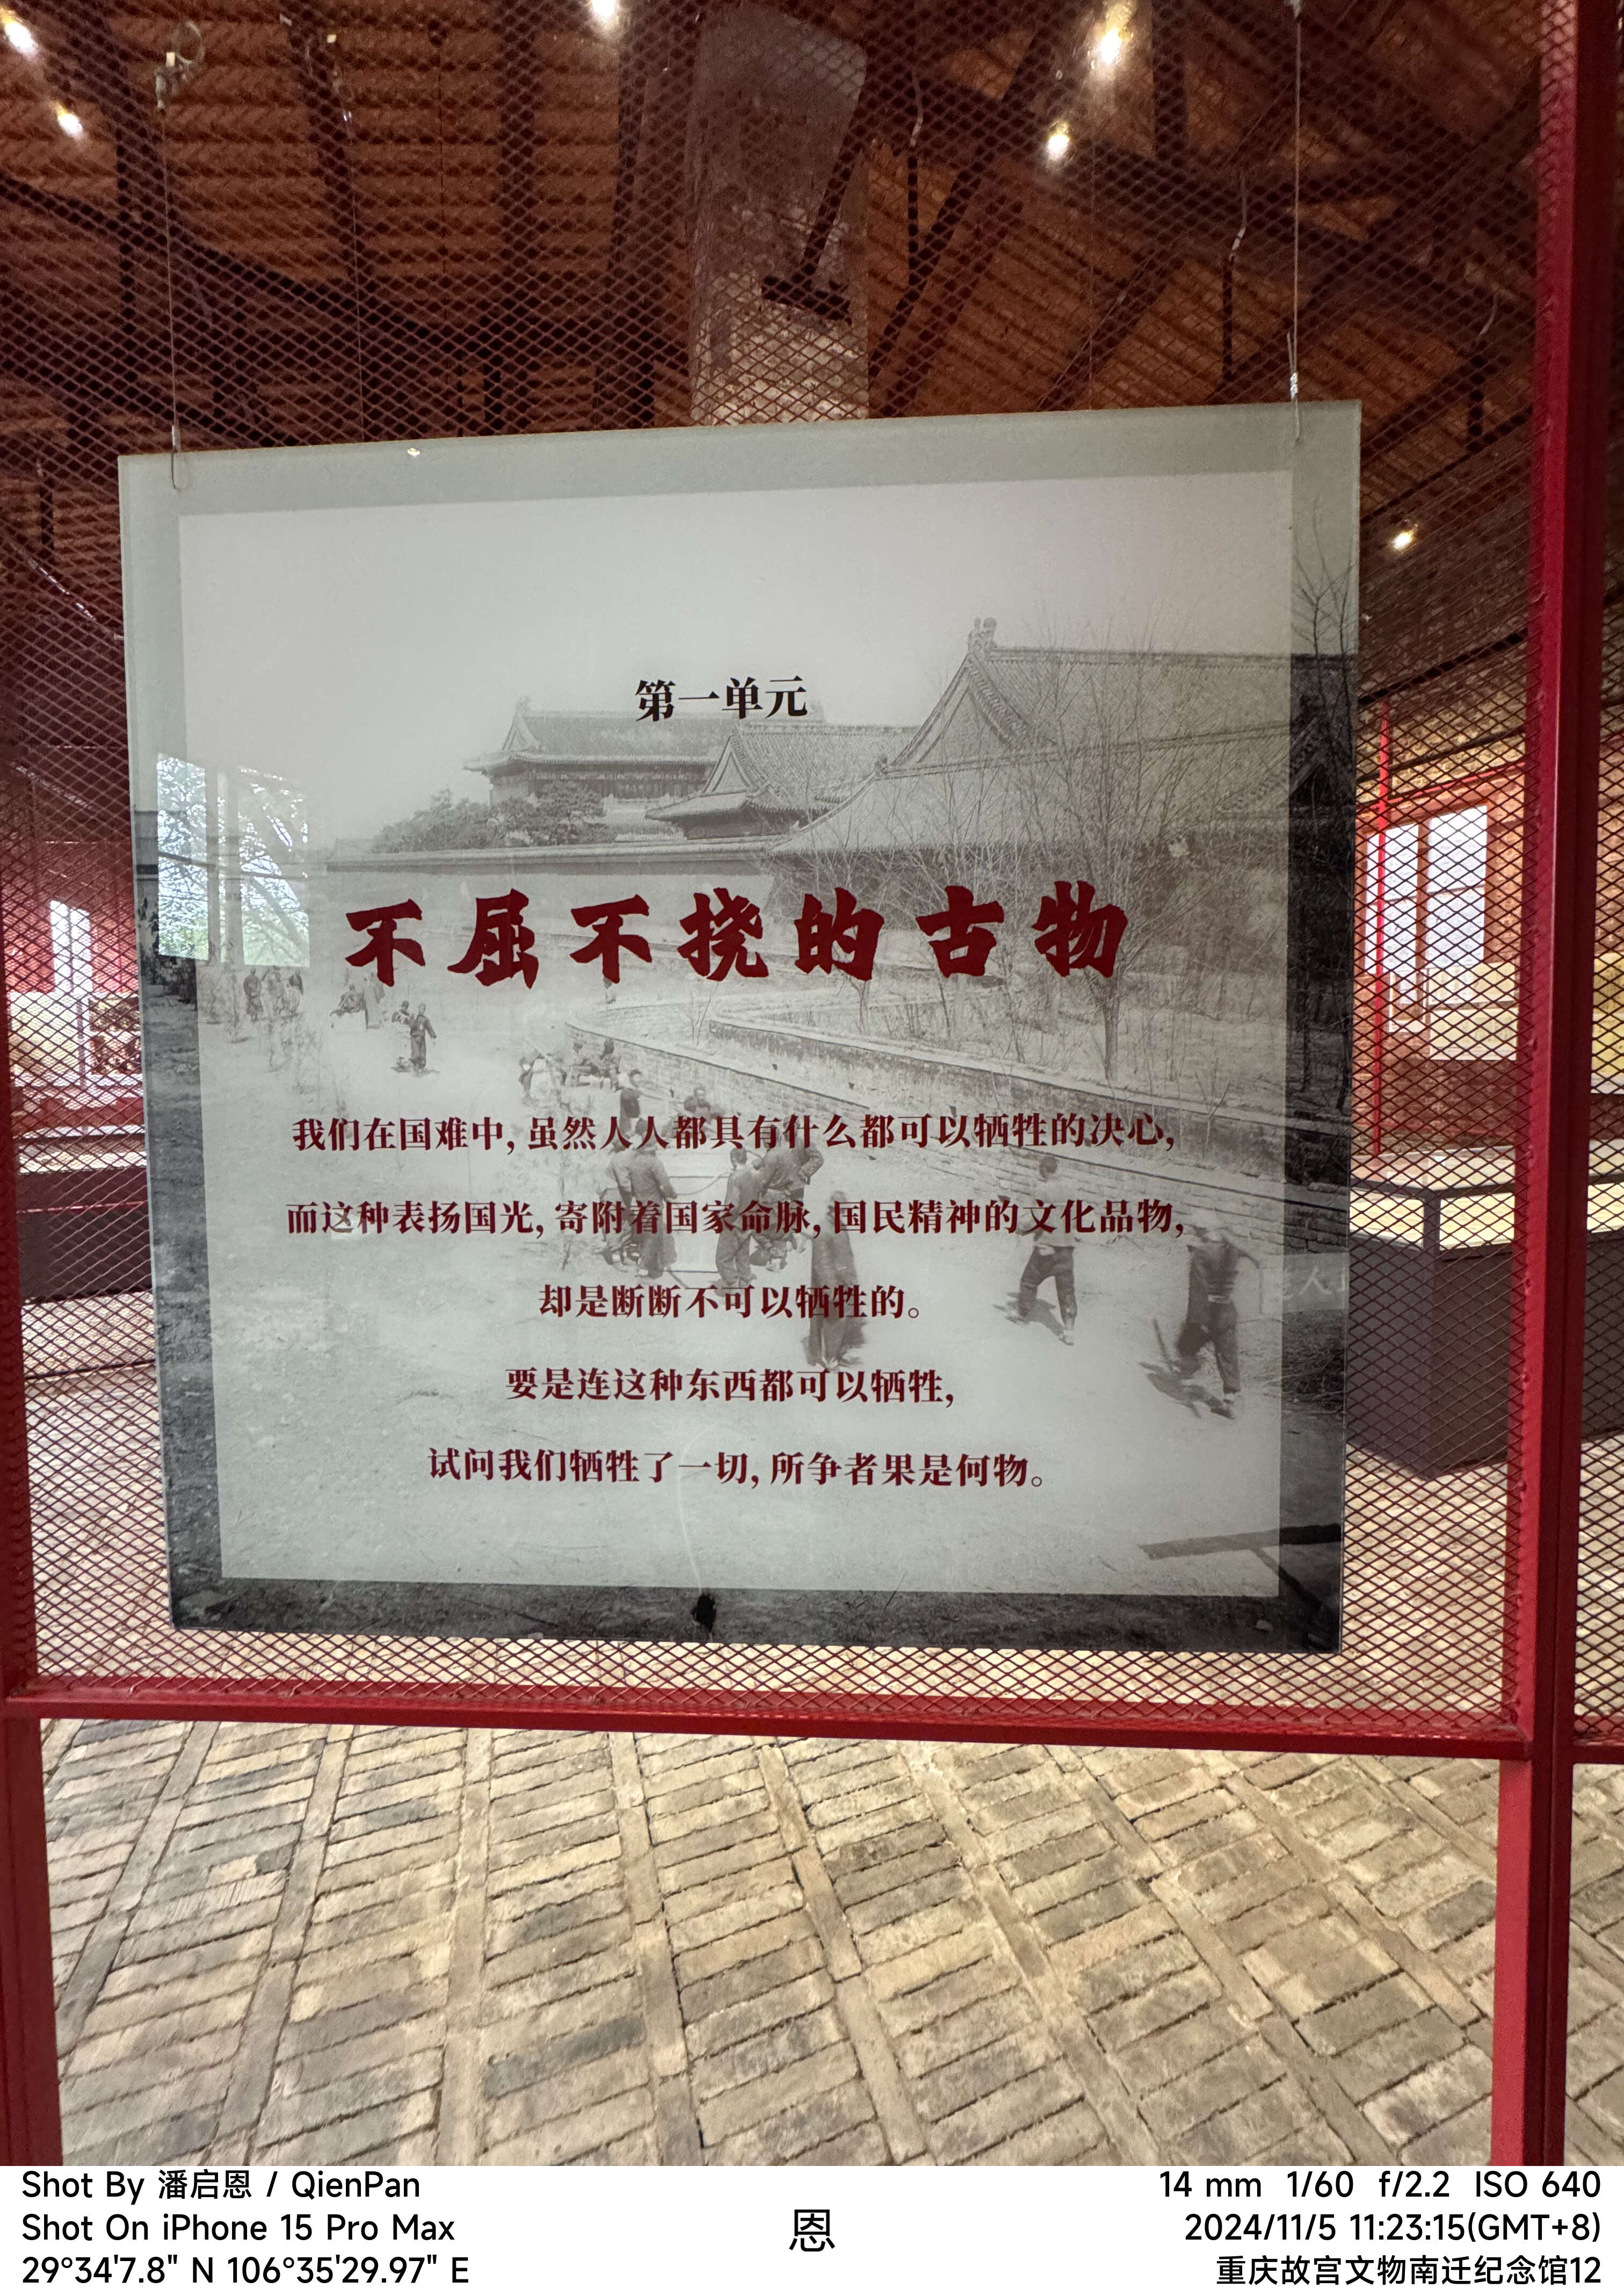 第一单元
不屈不挠的古物
我们在国难中，虽然人人都具有什么都可以牺牲的决心，
而这种表扬国光，寄附着国家命脉，国民精神的文化品物，
却是断断不可以牺牲的。
要是连这种东西都可以牺牲，
试问我们牺牲了一切，所争者果是何物。
Shot By 潘启恩 / QienPan
Shot On iPhone 15 Pro Max
29°34'7.8" N 106°35'29.97" E
恩
14 mm 1/60 f/2.2 ISO 640
2024/11/5 11:23:15(GMT+8)
重庆故宫文物南迁纪念馆12